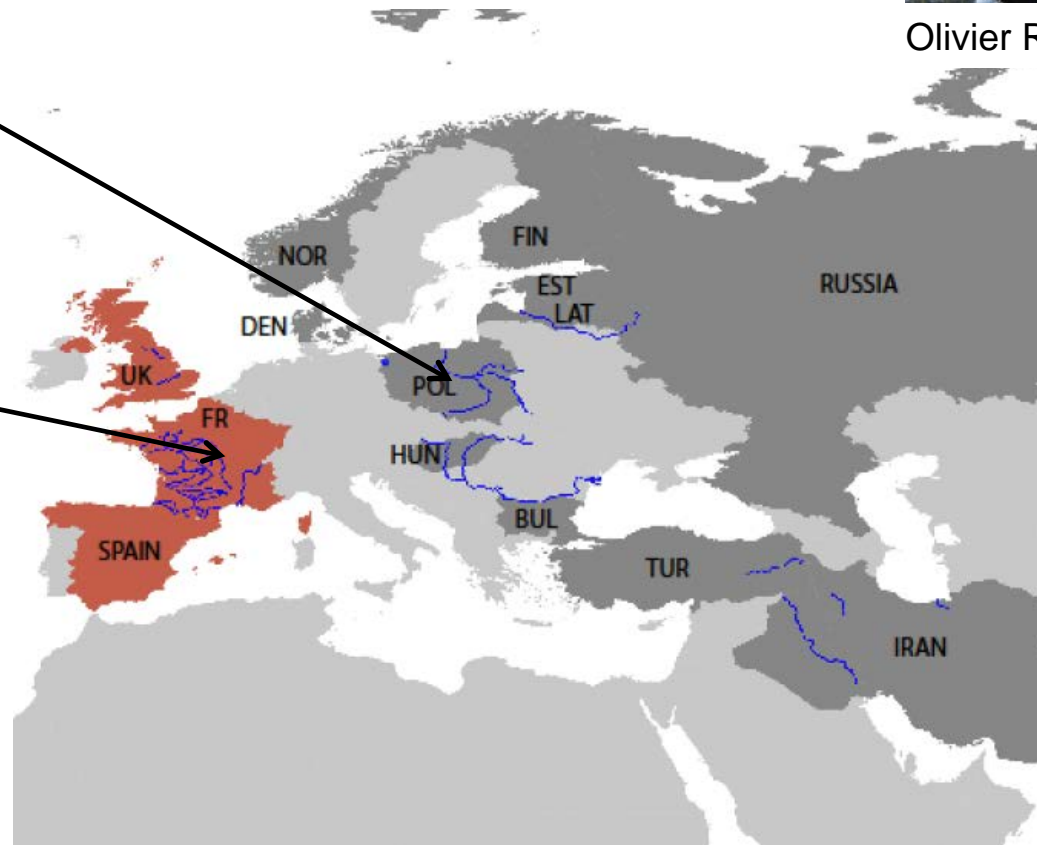 Olivier R
NOR
FIN
EST
LAT
RUSSIA
DEN
UK
POL
FR
HUN
BUL
SPAIN
TUR
IRAN